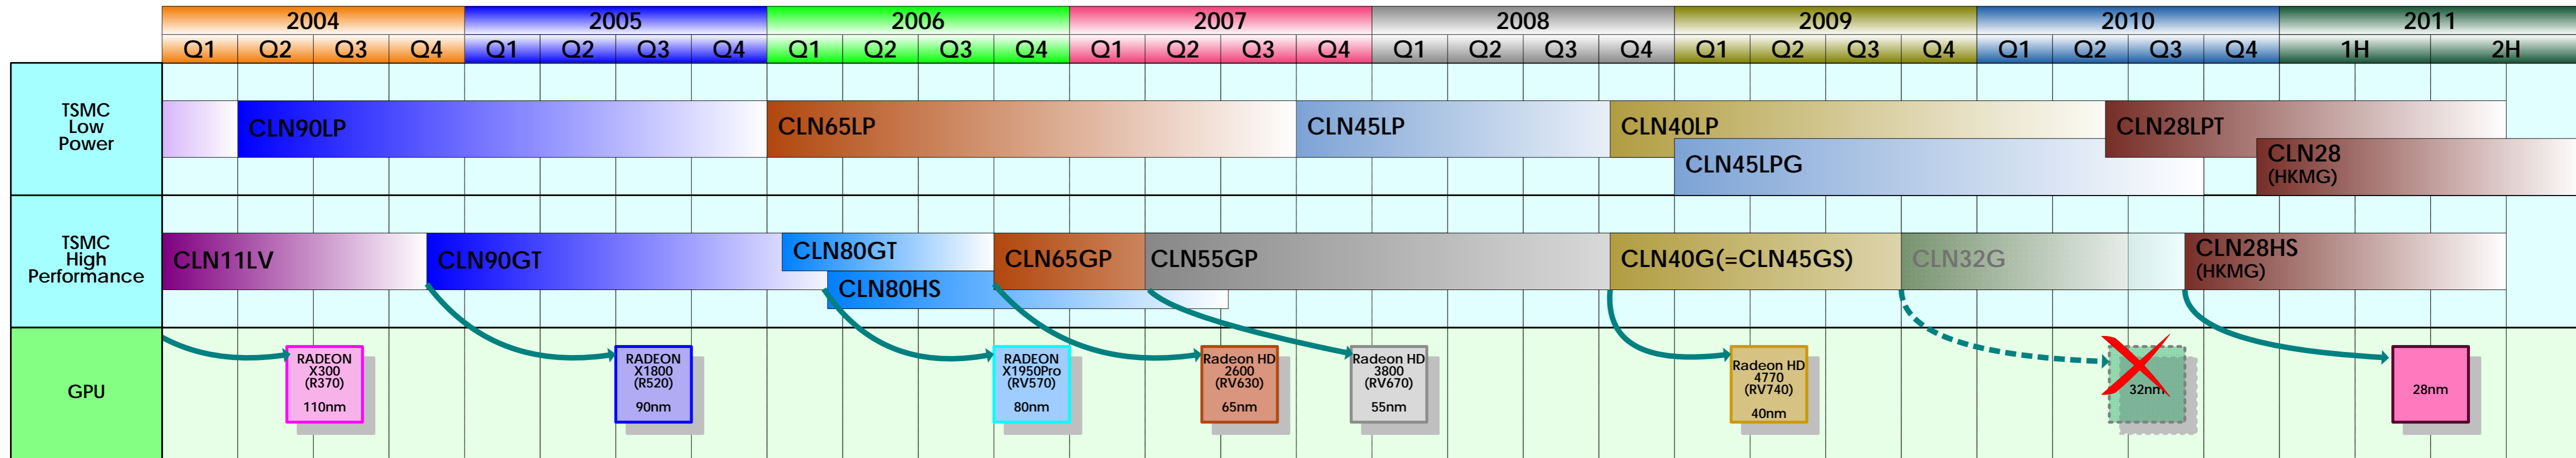 2004 2005 2006 2007 2008 2009 2010 2011
Q1 Q2 Q3 Q4 Q1 Q2 Q3 Q4 Q1 Q2 Q3 Q4 Q1 Q2 Q3 Q4 Q1 Q2 Q3 Q4 Q1 Q2 Q3 Q4 Q1 Q2 Q3 Q4 1H 2H
TSMC
Low
Power
CLN90LP
CLN65LP
CLN45LP
CLN40LP
CLN45LPG
CLN28LPT
CLN28
(HKMG)
TSMC
High
Performance
CLN11LV
CLN90GT
CLN80GT
CLN80HS
CLN65GP
CLN55GP
CLN40G(=CLN45GS)
CLN32G
CLN28HS
(HKMG)
GPU
RADEON
X300
(R370)
110nm
RADEON
X1800
(R520)
90nm
RADEON
X1950Pro
(RV570)
80nm
Radeon HD
2600
(RV630)
65nm
Radeon HD
3800
(RV670)
55nm
Radeon HD
4770
(RV740)
40nm
32nm
28nm